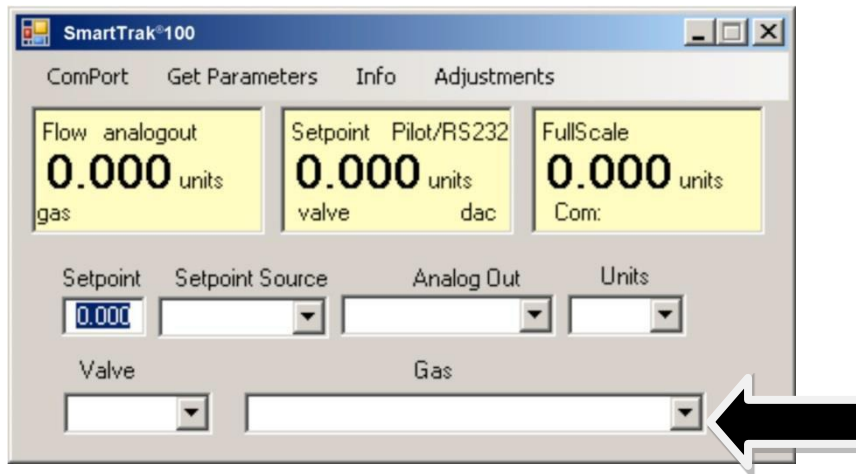 SmartTrak®100
ComPort Get Parameters Info Adjustments
Flow analogout
0.000 units
gas
Setpoint Pilot/RS232
0.000 units
valve dac
FullScale
0.000 units
Com:
Setpoint Setpoint Source Analog Out Units
0.000
Valve Gas